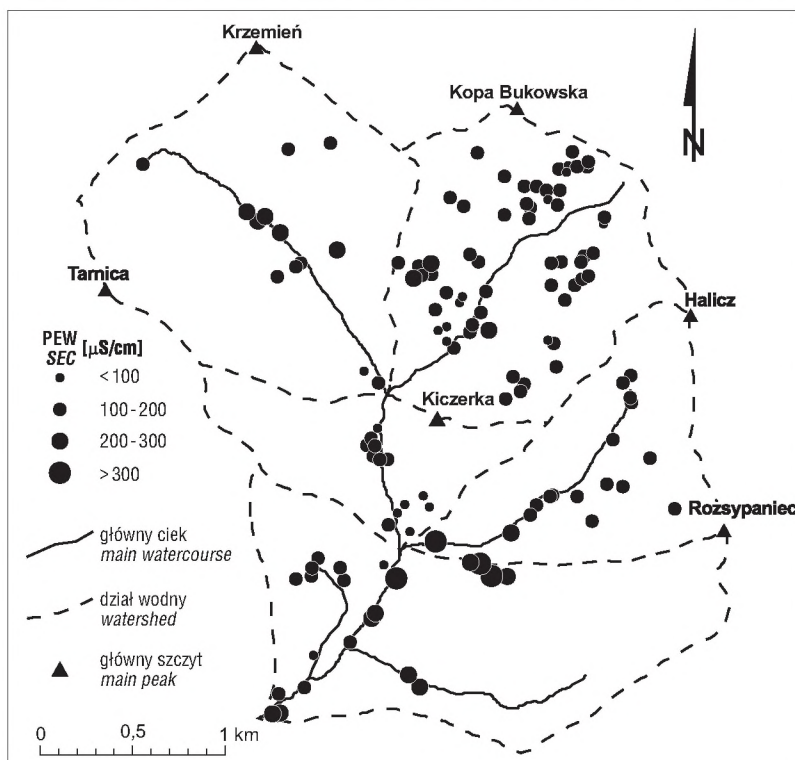 Krzemień
Kopa Bukowska
N
Tarnica
Halicz
PEW [µS/cm]
SEC
< 100
100-200
200-300
> 300
Kiczerka
Rozsypaniec
główny ciek
main watercourse
dział wodny
watershed
główny szczyt
main peak
0 0,5 1 km